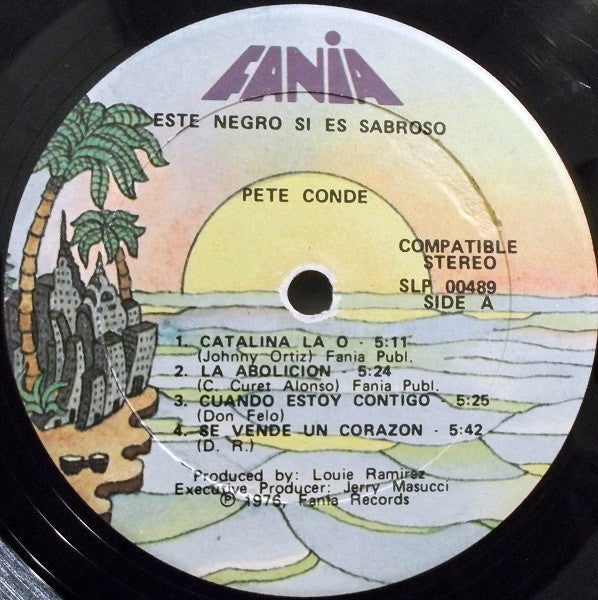 FANIA
ESTE NEGRO SI ES SABROSO
PETE CONDE
COMPATIBLE
STEREO
SLP 00489
SIDE A
1. CATALINA LA O - 5:11
(Johnny Ortiz) Fania Publ.
2. LA ABOLICION - 5:24
(C. Curet Alonso) Fania Publ.
3. CUANDO ESTOY CONTIGO - 5:25
(Don Felo)
4. SE VENDE UN CORAZON - 5:42
(D. R.)
Produced by: Louie Ramirez
Executive Producer: Jerry Masucci
℗ 1976, Fania Records